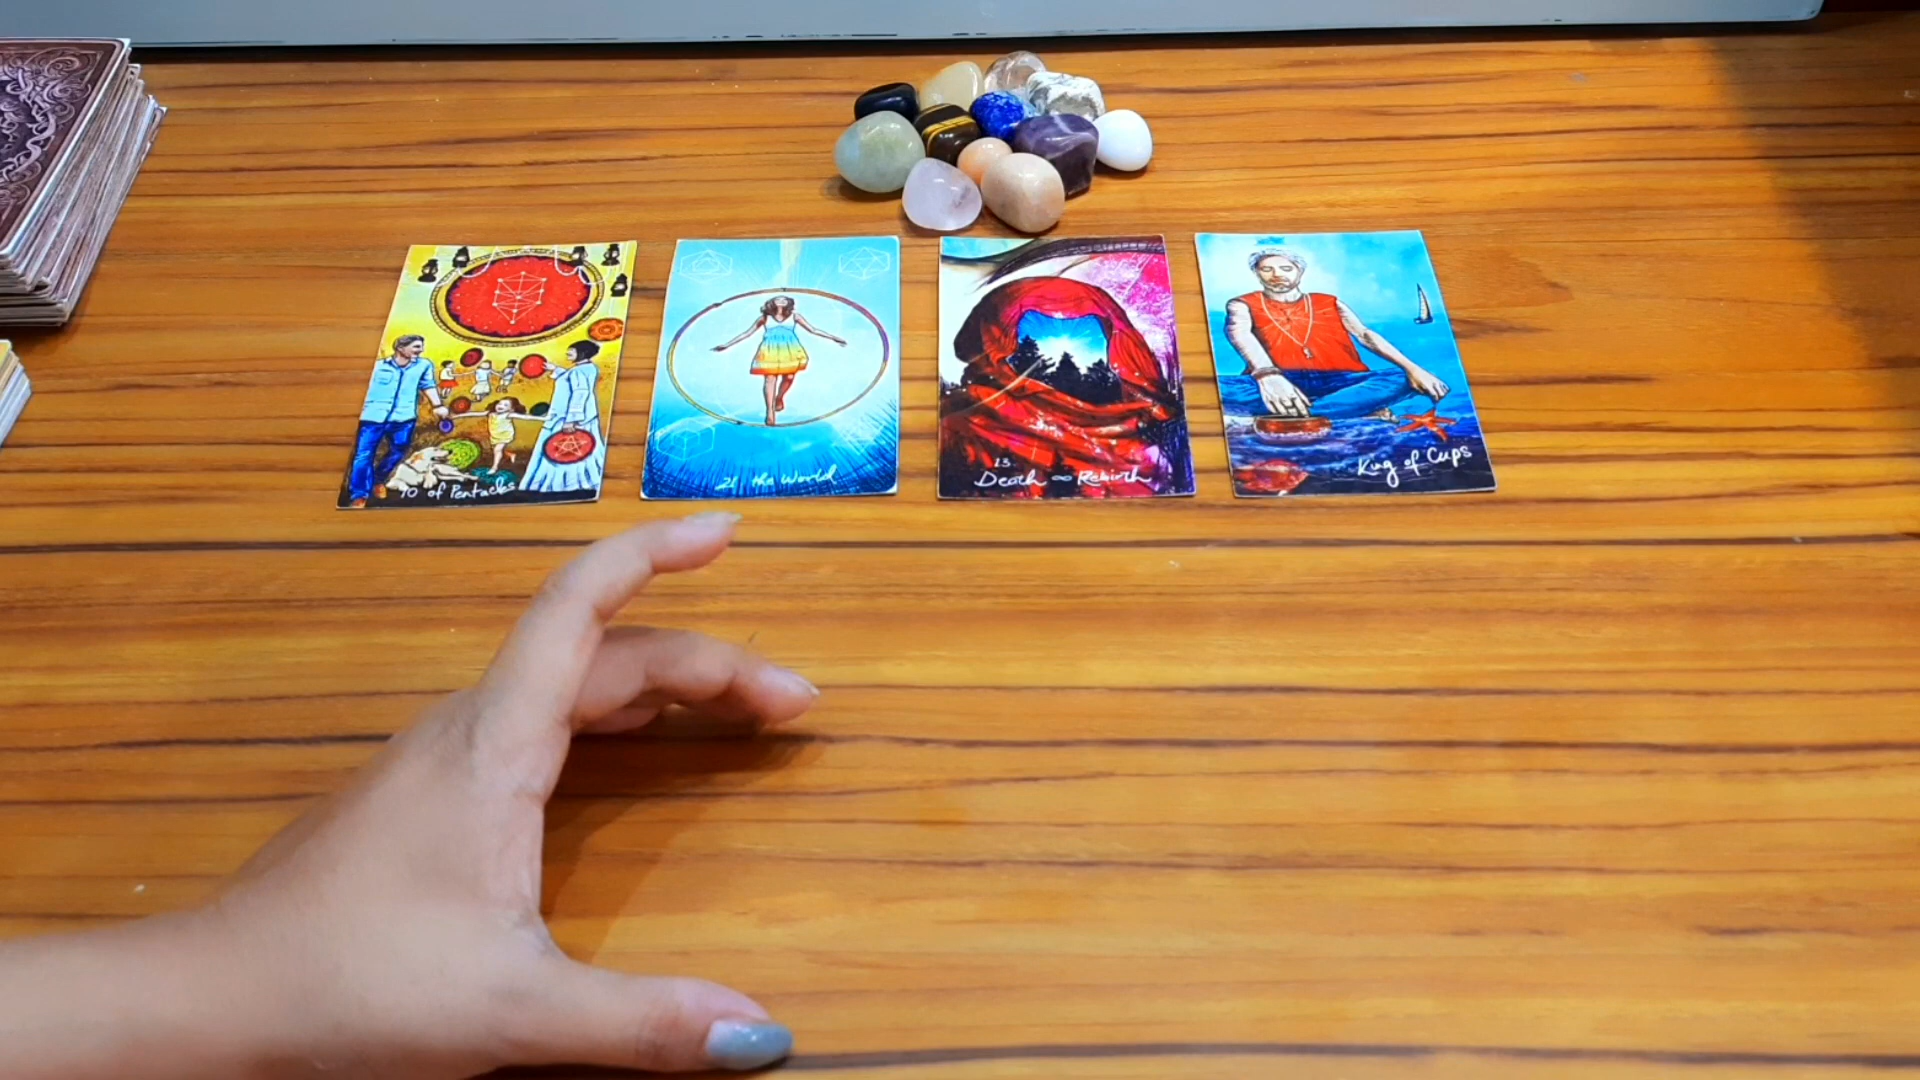 10 of Pentacles
21 the World
13
Death ∞ Rebirth
King of Cups